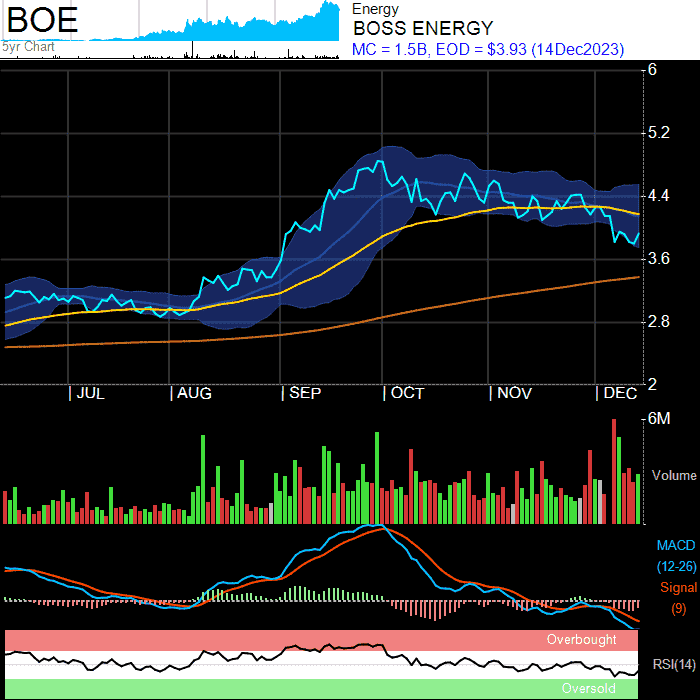 BOE
5yr Chart
Energy
BOSS ENERGY
MC = 1.5B, EOD = $3.93 (14Dec2023)
6
5.2
4.4
3.6
2.8
2
JUL AUG SEP OCT NOV DEC
6M
Volume
MACD
(12-26)
Signal
(9)
Overbought
RSI(14)
Oversold